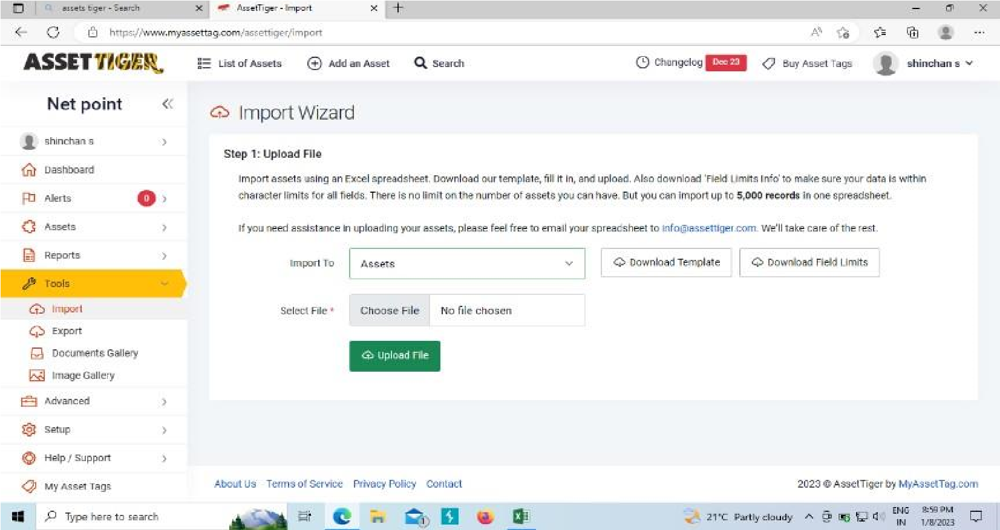 assets tiger - Search
AssetTiger - Import
https://www.myassettag.com/assettiger/import
ASSET TIGER
List of Assets
Add an Asset
Search
Changelog Dec 23
Buy Asset Tags
shinchan s
Net point
shinchan s
Dashboard
Alerts 0
Assets
Reports
Tools
Import
Export
Documents Gallery
Image Gallery
Advanced
Setup
Help / Support
My Asset Tags
Import Wizard
Step 1: Upload File
Import assets using an Excel spreadsheet. Download our template, fill it in, and upload. Also download 'Field Limits Info' to make sure your data is within
character limits for all fields. There is no limit on the number of assets you can have. But you can import up to 5,000 records in one spreadsheet.
If you need assistance in uploading your assets, please feel free to email your spreadsheet to info@assettiger.com. We'll take care of the rest.
Import To Assets Download Template Download Field Limits
Select File * Choose File No file chosen
Upload File
About Us Terms of Service Privacy Policy Contact
2023 © AssetTiger by MyAssetTag.com
Type here to search
1
21°C Partly cloudy
ENG
IN
8:59 PM
1/8/2023